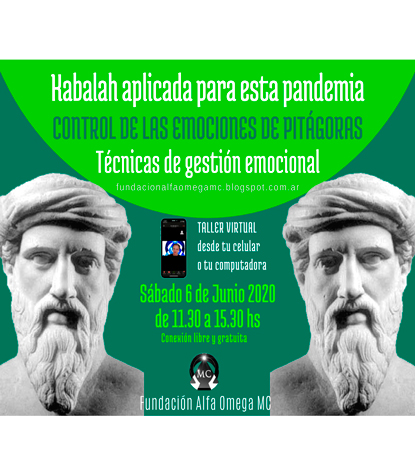 Kabalah aplicada para esta pandemia
CONTROL DE LAS EMOCIONES DE PITÁGORAS
Técnicas de gestión emocional
fundacionalfaomegamc.blogspot.com.ar
TALLER VIRTUAL
desde tu celular
o tu computadora
Sábado 6 de Junio 2020
de 11.30 a 15.30 hs
Conexión libre y gratuita
MC
Fundación Alfa Omega MC